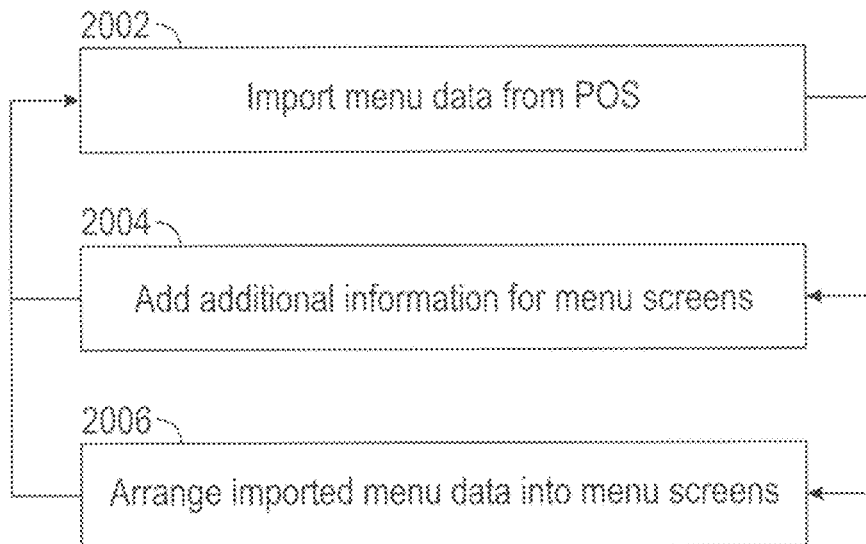 2002
Import menu data from POS
2004
Add additional information for menu screens
2006
Arrange imported menu data into menu screens